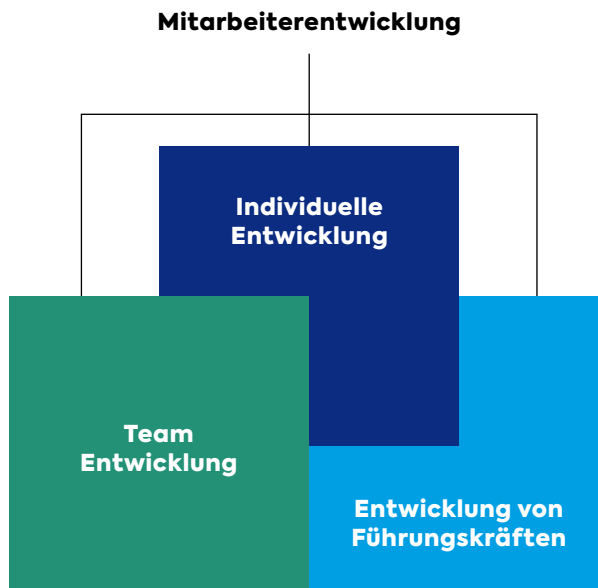 Mitarbeiterentwicklung
Individuelle
Entwicklung
Team
Entwicklung
Entwicklung von
Führungskräften